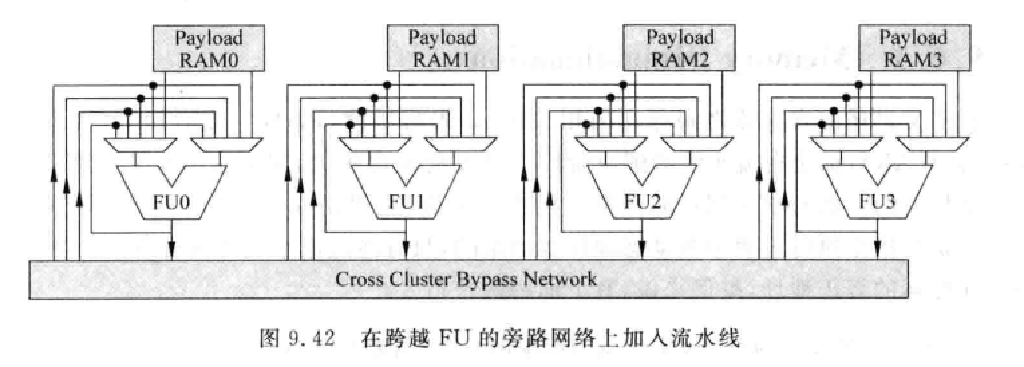 Payload RAM0
Payload RAM1
Payload RAM2
Payload RAM3
FU0
FU1
FU2
FU3
Cross Cluster Bypass Network
图 9.42 在跨越 FU 的旁路网络上加入流水线